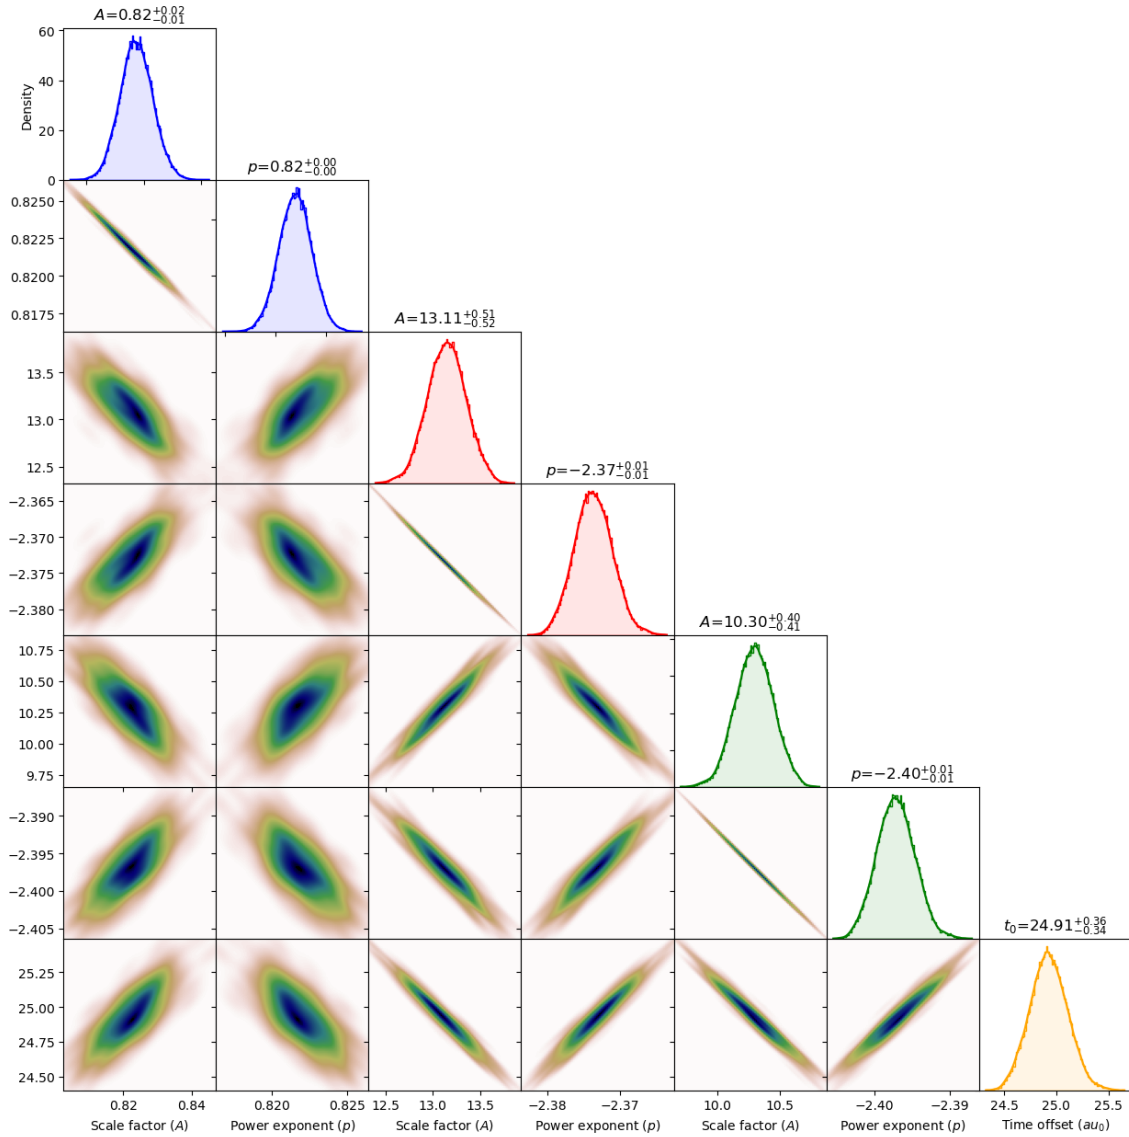 A=0.82+0.02−0.01
60
40
20
0
Density
p=0.82+0.00−0.00
0.8250
0.8225
0.8200
0.8175
A=13.11+0.51−0.52
13.5
13.0
12.5
p=−2.37+0.01−0.01
−2.365
−2.370
−2.375
−2.380
A=10.30+0.40−0.41
10.75
10.50
10.25
10.00
9.75
p=−2.40+0.01−0.01
−2.390
−2.395
−2.400
−2.405
t0=24.91+0.36−0.34
25.25
25.00
24.75
24.50
0.82 0.84
0.820 0.825
12.5 13.0 13.5
−2.38 −2.37
10.0 10.5
−2.40 −2.39
24.5 25.0 25.5
Scale factor (A)
Power exponent (p)
Scale factor (A)
Power exponent (p)
Scale factor (A)
Power exponent (p)
Time offset (au0)